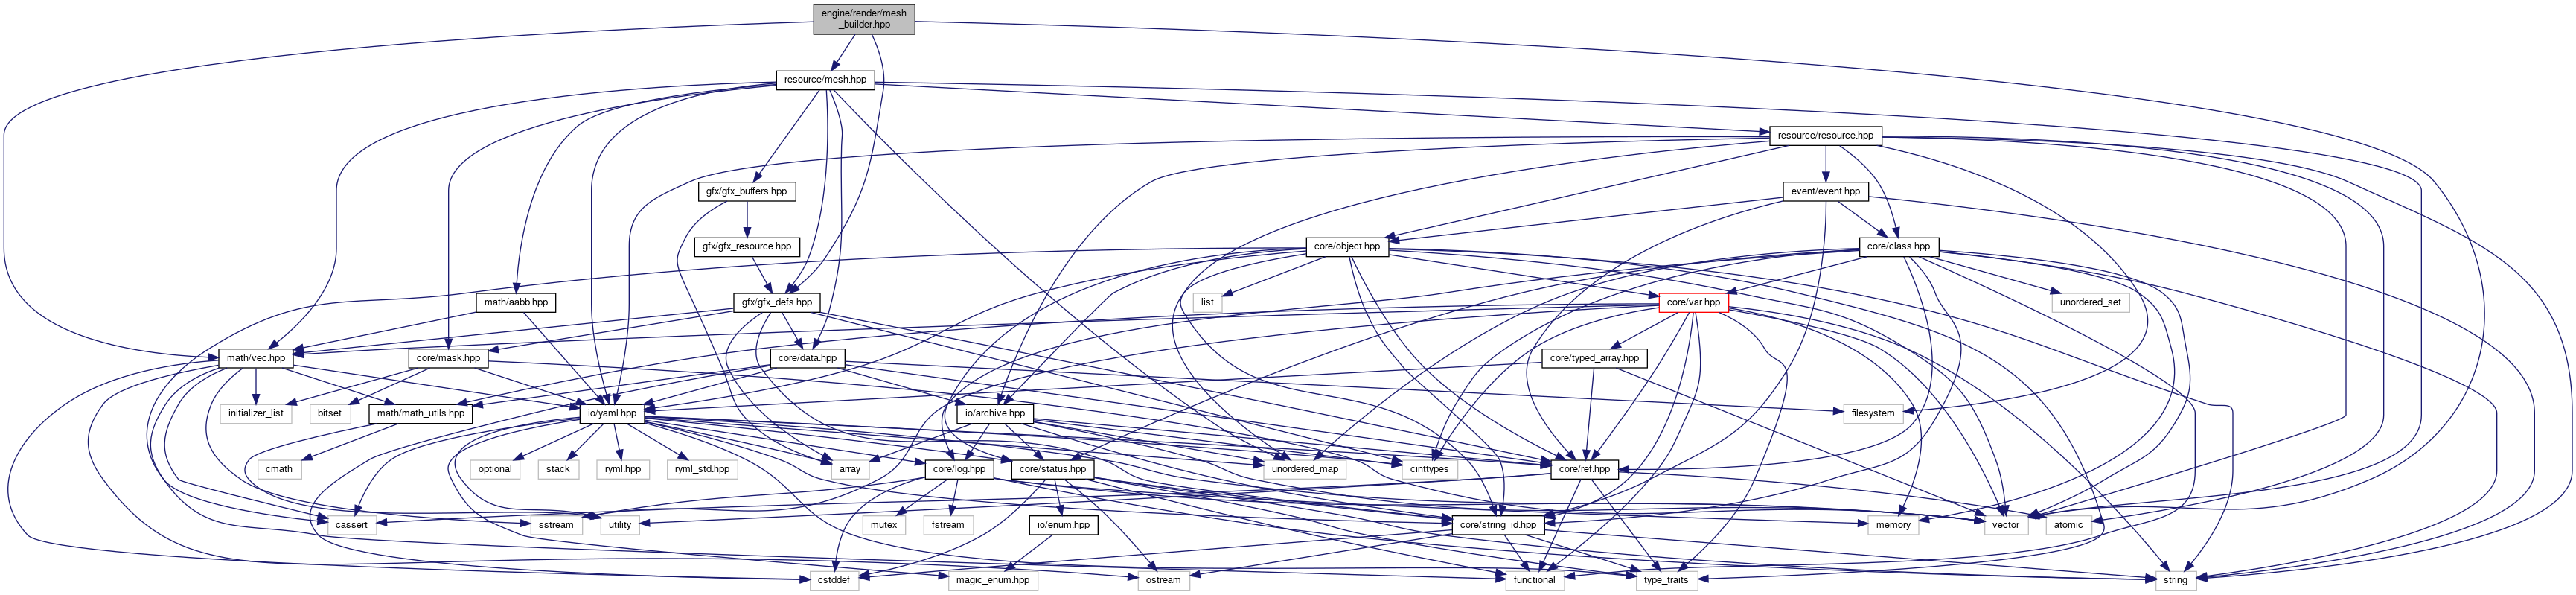 engine/render/mesh
_builder.hpp
resource/mesh.hpp
resource/resource.hpp
gfx/gfx_buffers.hpp
event/event.hpp
gfx/gfx_resource.hpp
core/object.hpp
core/class.hpp
math/aabb.hpp
gfx/gfx_defs.hpp
list
core/var.hpp
unordered_set
math/vec.hpp
core/mask.hpp
core/data.hpp
core/typed_array.hpp
initializer_list
bitset
math/math_utils.hpp
io/yaml.hpp
io/archive.hpp
filesystem
cmath
optional
stack
ryml.hpp
ryml_std.hpp
array
core/log.hpp
core/status.hpp
unordered_map
cinttypes
core/ref.hpp
cassert
sstream
utility
mutex
fstream
io/enum.hpp
core/string_id.hpp
memory
vector
atomic
cstddef
magic_enum.hpp
ostream
functional
type_traits
string